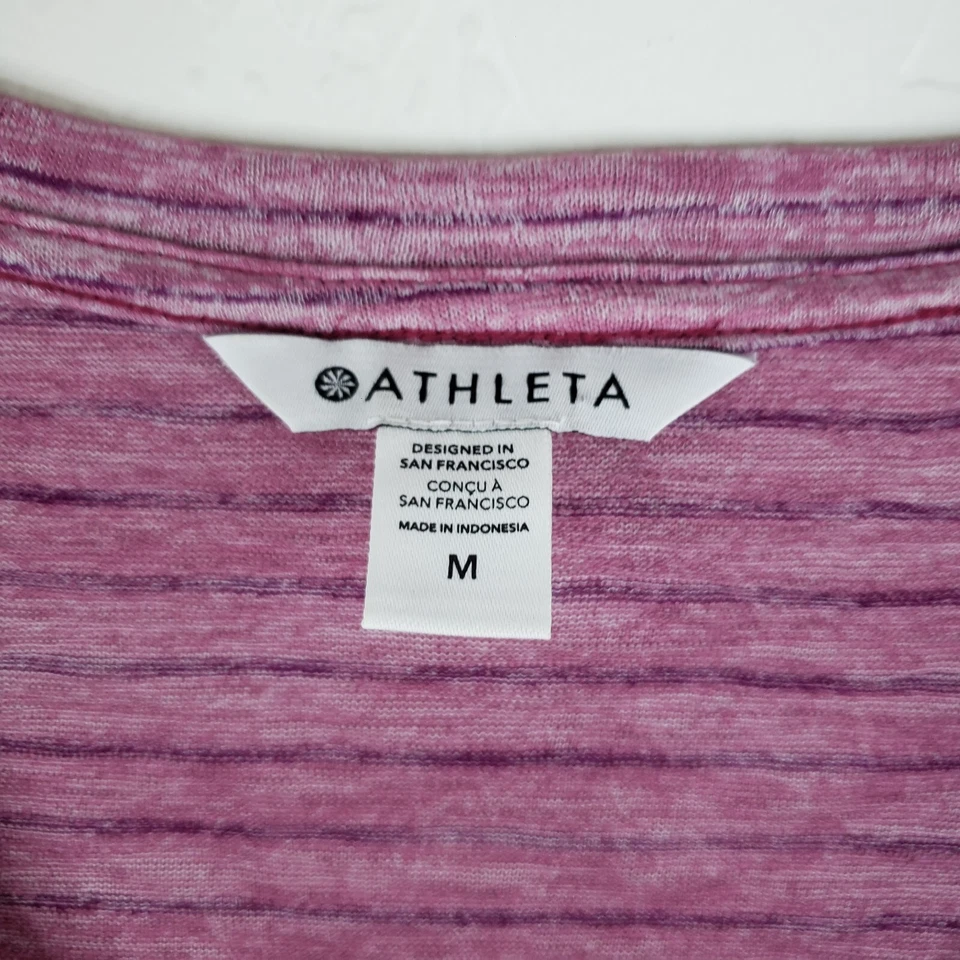 ATHLETA
DESIGNED IN
SAN FRANCISCO
CONÇU À
SAN FRANCISCO
MADE IN INDONESIA
M